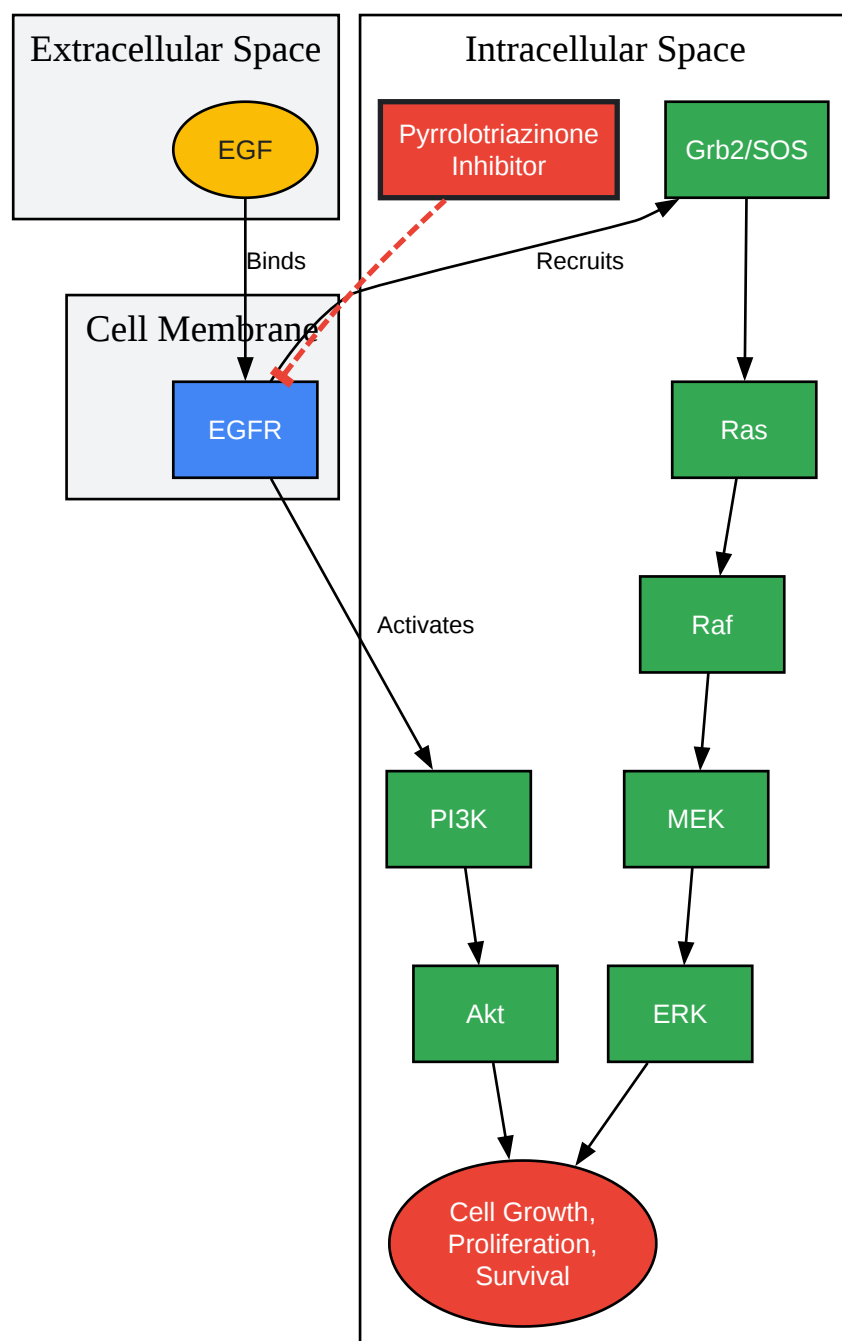 Extracellular Space
Intracellular Space
EGF
Pyrrolotriazinone
Inhibitor
Grb2/SOS
Binds
Recruits
Cell Membrane
EGFR
Ras
Raf
Activates
PI3K
MEK
Akt
ERK
Cell Growth,
Proliferation,
Survival